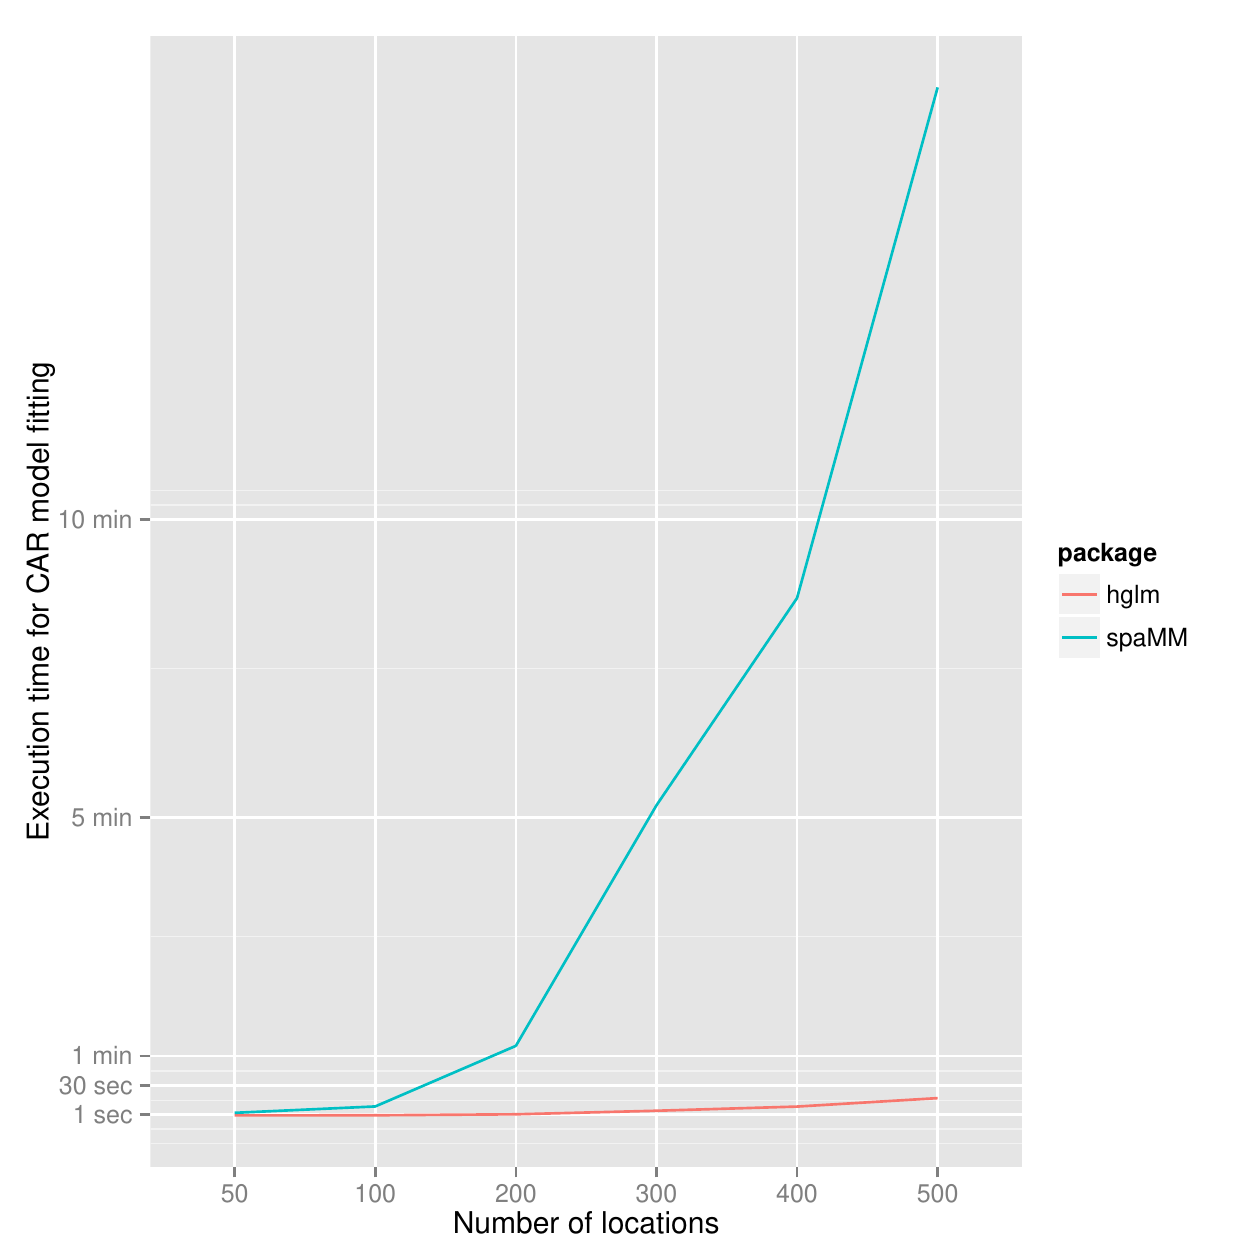 Execution time for CAR model fitting
10 min
5 min
1 min
30 sec
1 sec
50 100 200 300 400 500
Number of locations
package
hglm
spaMM